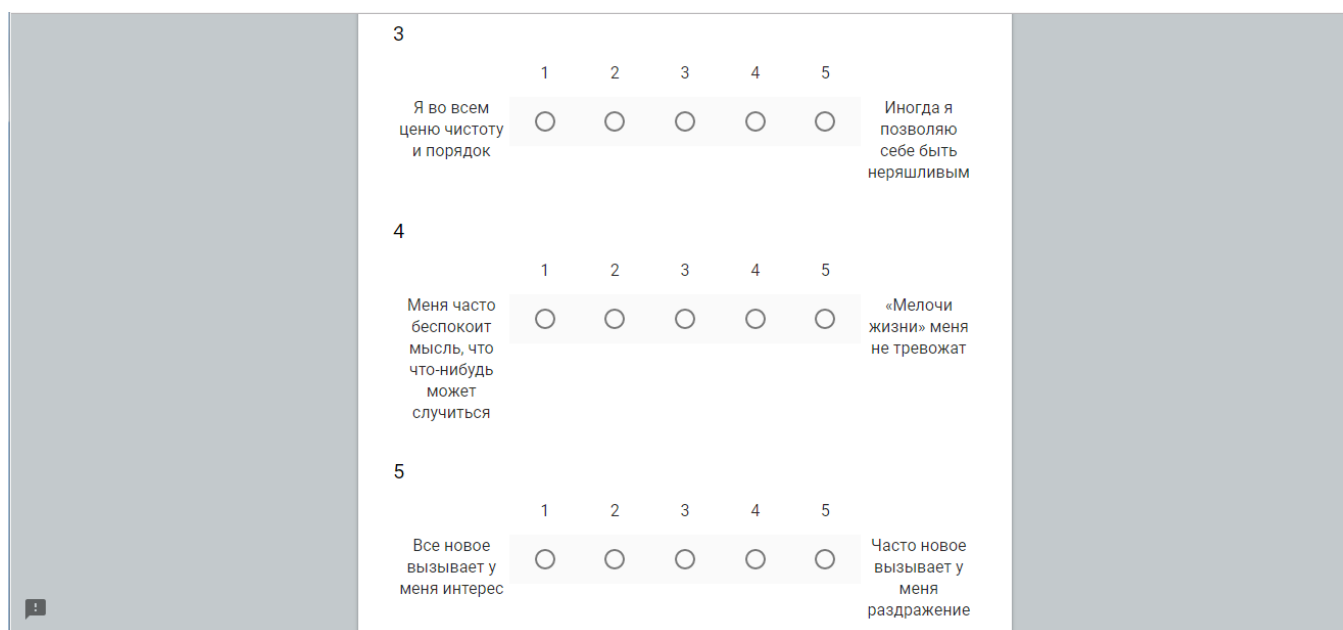 3
1 2 3 4 5
Я во всем
ценю чистоту
и порядок
Иногда я
позволяю
себе быть
неряшливым
4
1 2 3 4 5
Меня часто
беспокоит
мысль, что
что-нибудь
может
случиться
«Мелочи
жизни» меня
не тревожат
5
1 2 3 4 5
Все новое
вызывает у
меня интерес
Часто новое
вызывает у
меня
раздражение